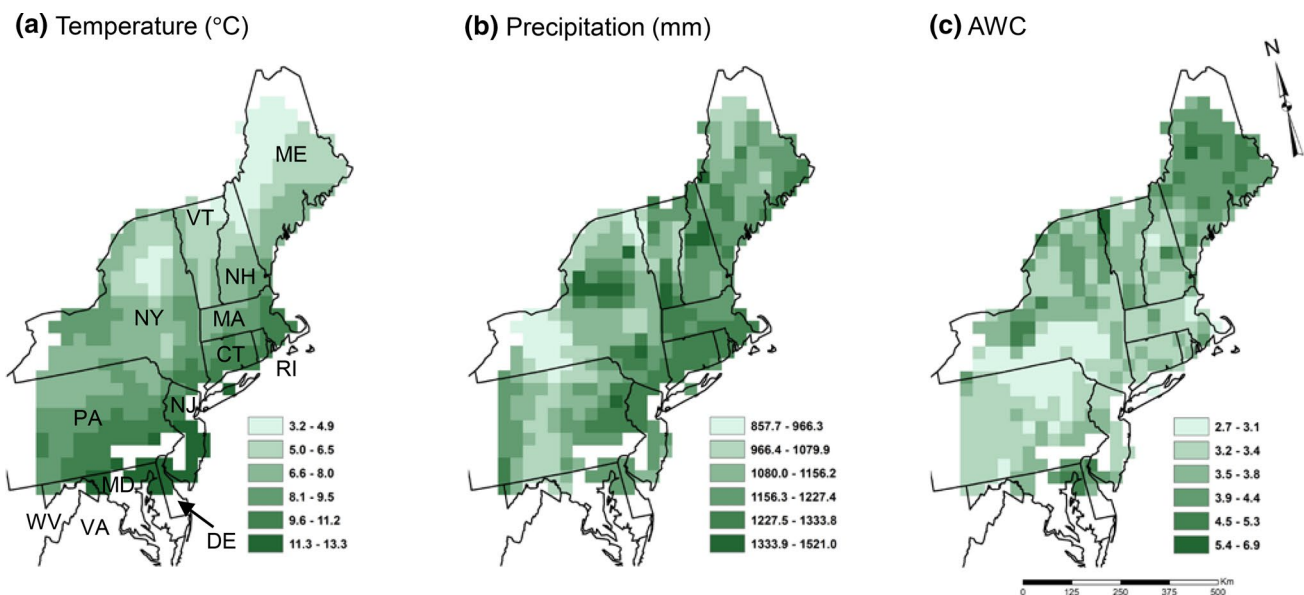 (a) Temperature (°C)
(b) Precipitation (mm)
(c) AWC
N
ME
VT
NH
NY
MA
CT
RI
PA
NJ
MD
WV
VA
DE
3.2 - 4.9
5.0 - 6.5
6.6 - 8.0
8.1 - 9.5
9.6 - 11.2
11.3 - 13.3
857.7 - 966.3
966.4 - 1079.9
1080.0 - 1156.2
1156.3 - 1227.4
1227.5 - 1333.8
1333.9 - 1521.0
2.7 - 3.1
3.2 - 3.4
3.5 - 3.8
3.9 - 4.4
4.5 - 5.3
5.4 - 6.9
Km
0 125 250 375 500